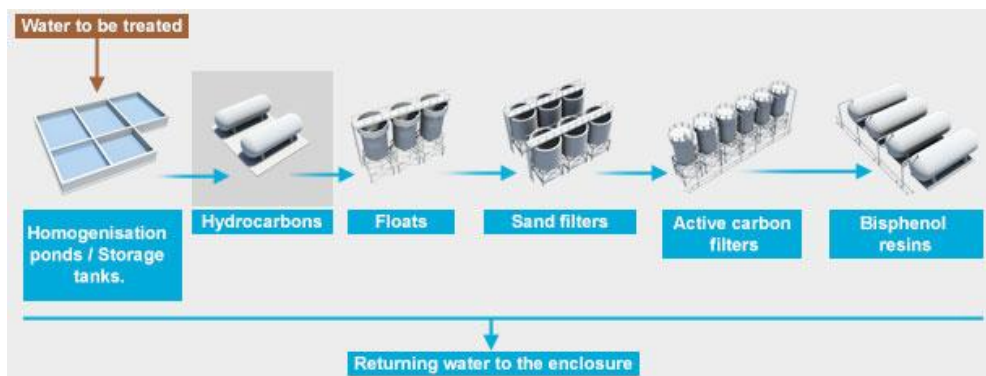 Water to be treated
Homogenisation
ponds / Storage
tanks.
Hydrocarbons
Floats
Sand filters
Active carbon
filters
Bisphenol
resins
Returning water to the enclosure